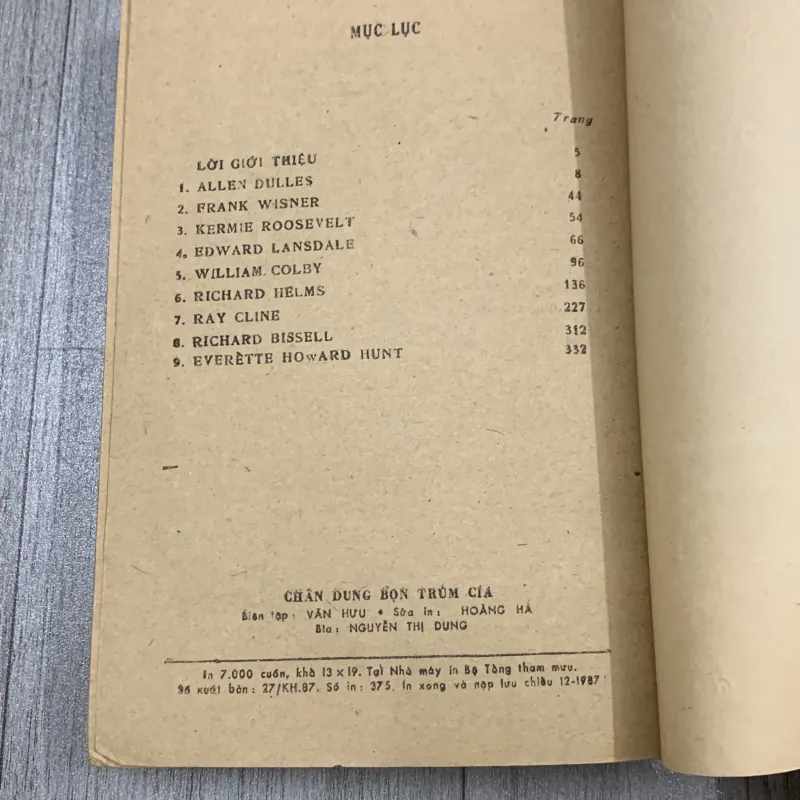 MỤC LỤC
Trang
LỜI GIỚI THIỆU 5
1. ALLEN DULLES 8
2. FRANK WISNER 44
3. KERMIE ROOSEVELT 54
4. EDWARD LANSDALE 66
5. WILLIAM COLBY 96
6. RICHARD HELMS 136
7. RAY CLINE 227
8. RICHARD BISSELL 312
9. EVERETTE HOWARD HUNT 332
CHÂN DUNG BỌN TRÙM CIA
Biên tập: VĂN HƯU • Sửa in: HOÀNG HÀ
Bìa: NGUYỄN THỊ DUNG
In 7.000 cuốn, khổ 13x19. Tại Nhà máy in Bộ Tổng tham mưu.
Số xuất bản: 27/KH.87. Số in: 375. In xong và nộp lưu chiểu 12-1987